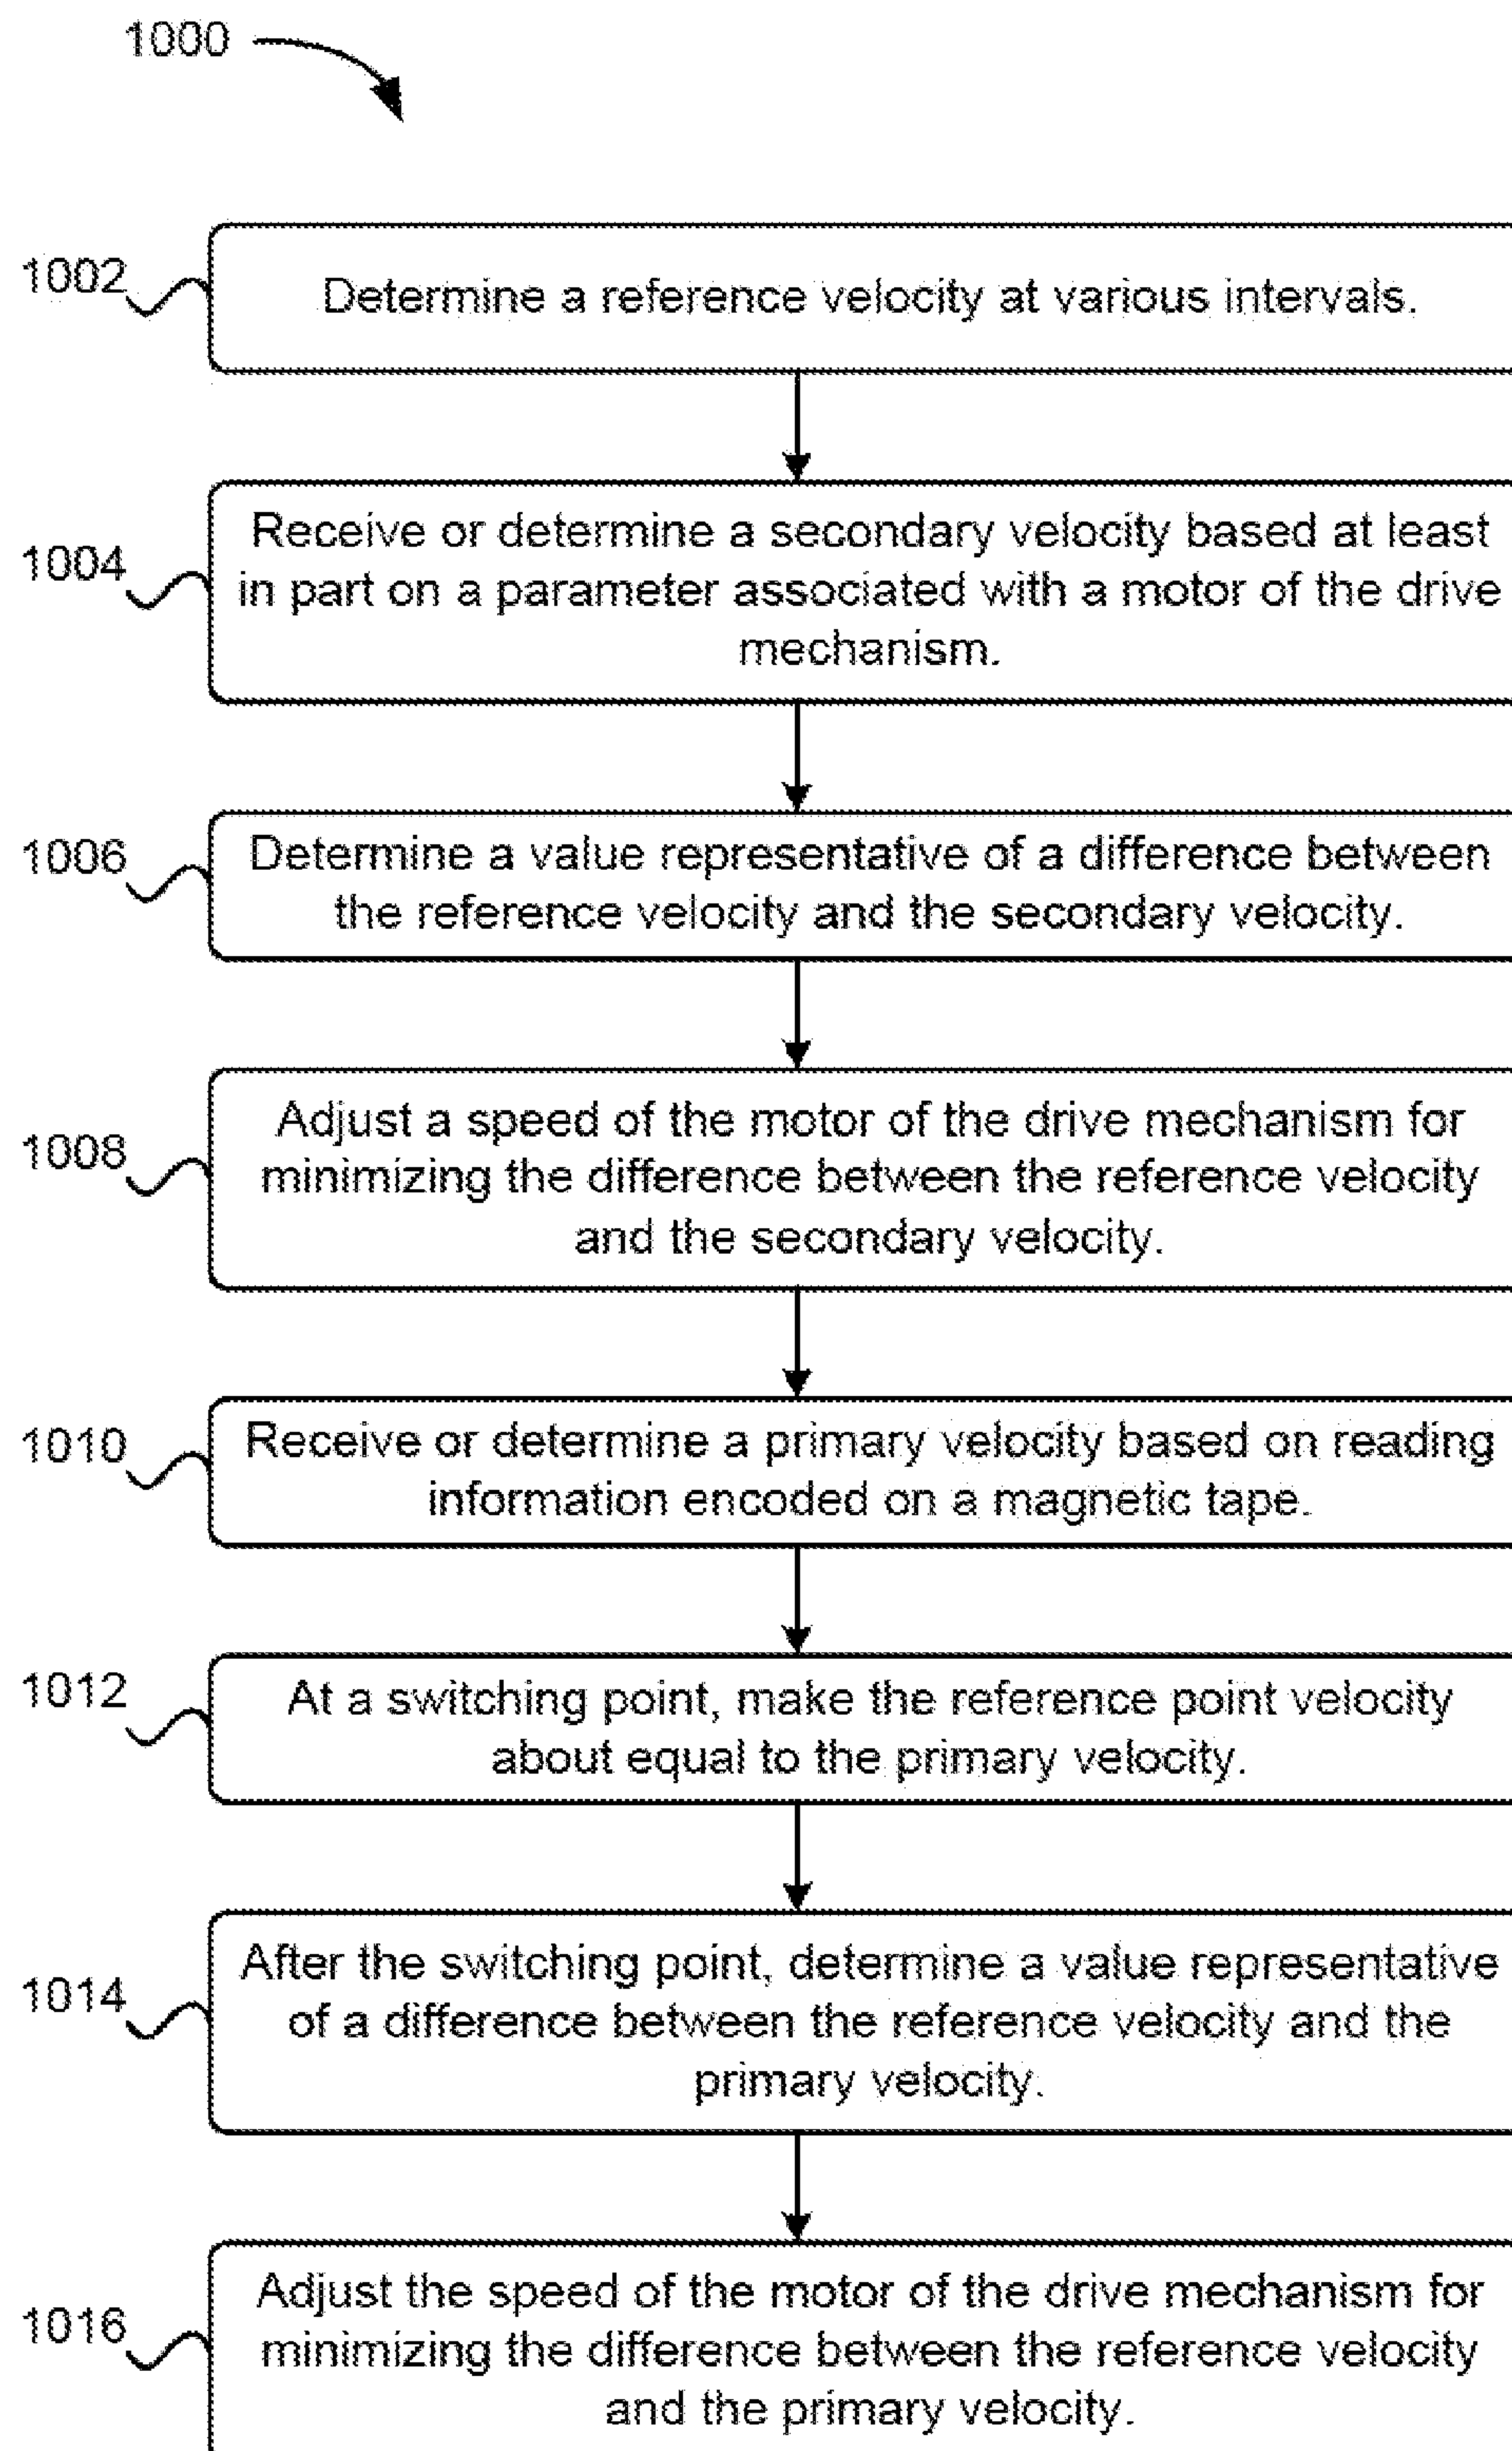 1000
1002
Determine a reference velocity at various intervals.
1004
Receive or determine a secondary velocity based at least
in part on a parameter associated with a motor of the drive
mechanism.
1006
Determine a value representative of a difference between
the reference velocity and the secondary velocity.
1008
Adjust a speed of the motor of the drive mechanism for
minimizing the difference between the reference velocity
and the secondary velocity.
1010
Receive or determine a primary velocity based on reading
information encoded on a magnetic tape.
1012
At a switching point, make the reference point velocity
about equal to the primary velocity.
1014
After the switching point, determine a value representative
of a difference between the reference velocity and the
primary velocity.
1016
Adjust the speed of the motor of the drive mechanism for
minimizing the difference between the reference velocity
and the primary velocity.